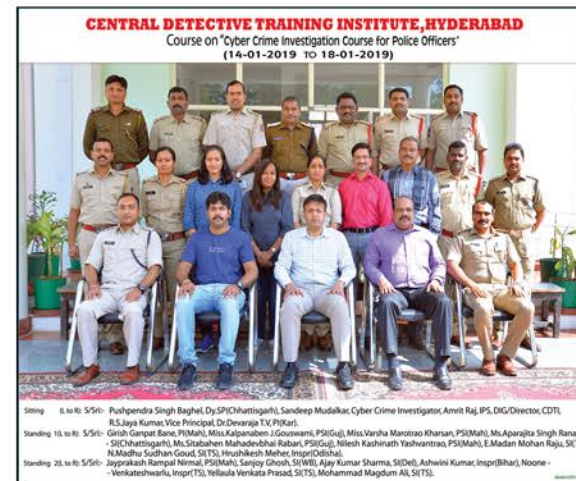 CENTRAL DETECTIVE TRAINING INSTITUTE,HYDERABAD
Course on "Cyber Crime Investigation Course for Police Officers"
(14-01-2019 TO 18-01-2019)
Sitting (L to R): S/Sri:- Pushpendra Singh Baghel, Dy.SP(Chhattisgarh), Sandeep Mudalkar, Cyber Crime Investigator, Amrit Raj, IPS, DIG/Director, CDTI,
R.S.Jaya Kumar, Vice Principal, Dr.Devaraja T.V, PI(Kar).
Standing 1(L to R): S/Sri:- Girish Ganpat Bane, PI(Mah), Miss.Kalpanaben J.Gouswami, PSI(Guj), Miss.Varsha Marotrao Kharsan, PSI(Mah), Ms.Aparajita Singh Rana
- SI(Chhattisgarh), Ms.Sitabahen Mahadevbhai Rabari, PSI(Guj), Nilesh Kashinath Yashvantrao, PSI(Mah), E.Madan Mohan Raju, SI(T
N.Madhu Sudhan Goud, SI(TS), Hrushikesh Meher, Inspr(Odisha).
Standing 2(L to R): S/Sri:- Jayprakash Rampal Nirmal, PSI(Mah), Sanjoy Ghosh, SI(WB), Ajay Kumar Sharma, SI(Del), Ashwini Kumar, Inspr(Bihar), Noone -
- Venkateshwarlu, Inspr(TS), Yellaula Venkata Prasad, SI(TS), Mohammad Magdum Ali, SI(TS).